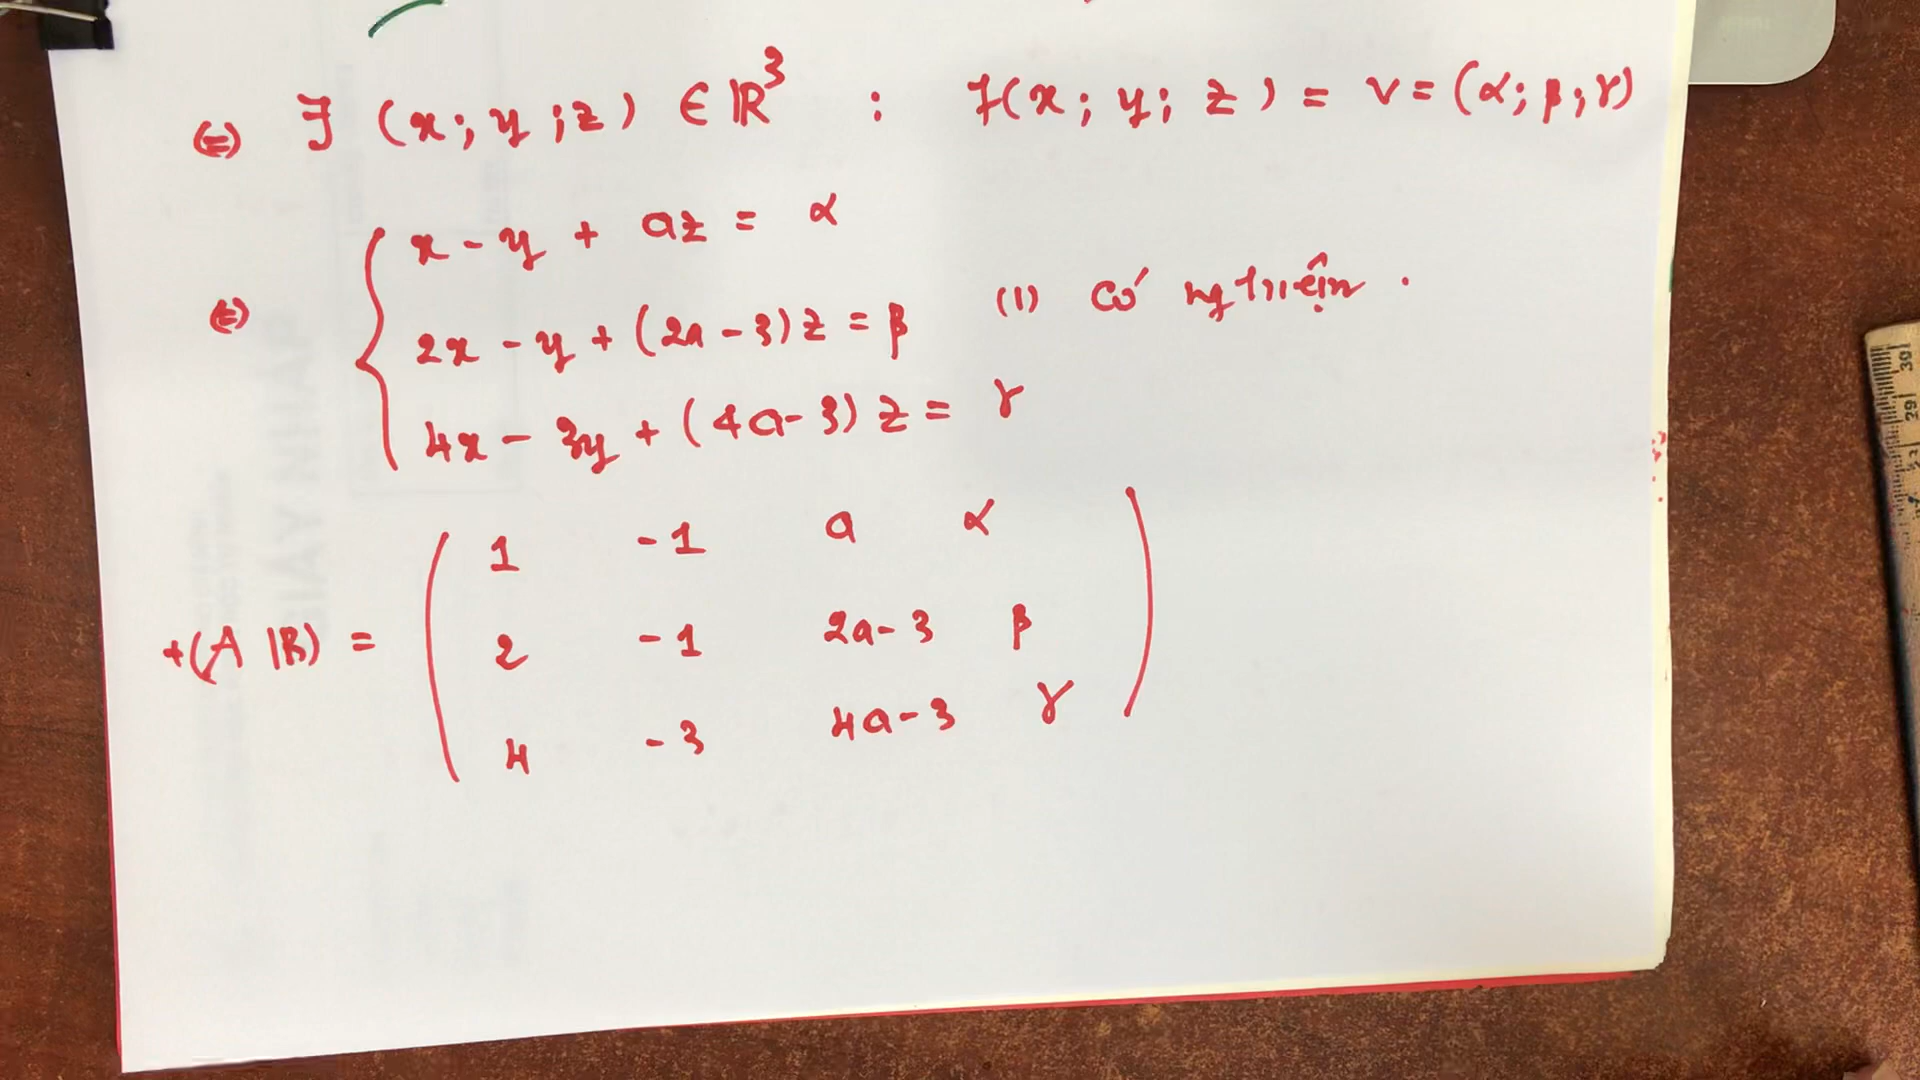 (=) ∃ (x; y; z) ∈ ℝ³ : f(x; y; z) = v = (α; β; γ)
x - y + az = α
(=) 2x - y + (2a - 3)z = β (1) có nghiệm.
4x - 3y + (4a - 3)z = γ
1 -1 a α
+(A |B) = 2 -1 2a-3 β
4 -3 4a-3 γ